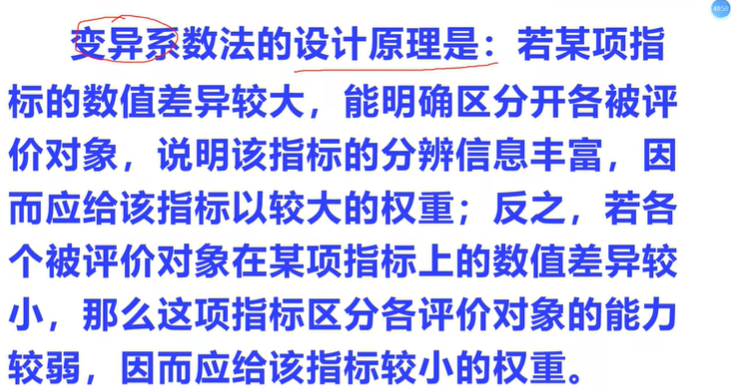 48:58
变异系数法的设计原理是：若某项指
标的数值差异较大，能明确区分开各被评
价对象，说明该指标的分辨信息丰富，因
而应给该指标以较大的权重；反之，若各
个被评价对象在某项指标上的数值差异较
小，那么这项指标区分各评价对象的能力
较弱，因而应给该指标较小的权重。